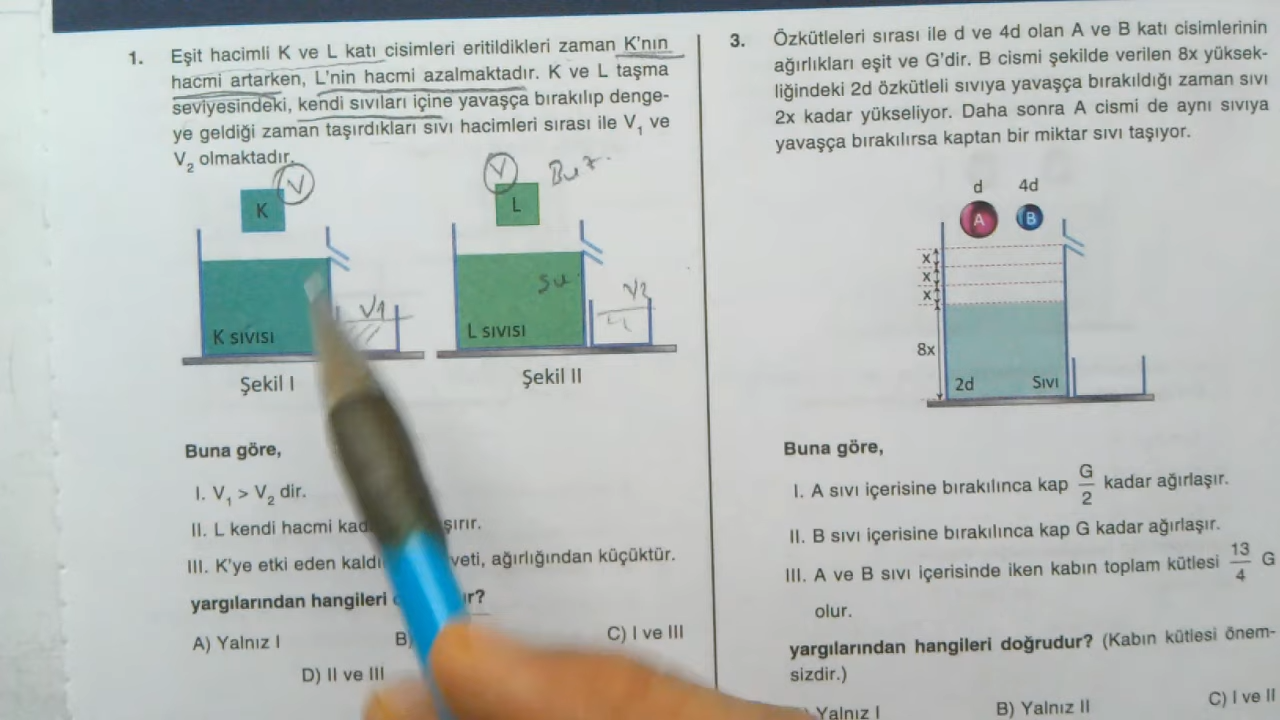 1. Eşit hacimli K ve L katı cisimleri eritildikleri zaman K'nın
hacmi artarken, L'nin hacmi azalmaktadır. K ve L taşma
seviyesindeki, kendi sıvıları içine yavaşça bırakılıp denge-
ye geldiği zaman taşırdıkları sıvı hacimleri sırası ile V₁ ve
V₂ olmaktadır.
V
K
V
L
Buz
K SIVISI
V1
Su
L SIVISI
V2
Şekil I
Şekil II
Buna göre,
I. V₁ > V₂ dir.
II. L kendi hacmi
III. K'ye etki eden ağırlığından küçüktür.
yargılarından hangileri
A) Yalnız I
C) I ve III
D) II ve III
3. Özkütleleri sırası ile d ve 4d olan A ve B katı cisimlerinin
ağırlıkları eşit ve G'dir. B cismi şekilde verilen 8x yüksek-
liğindeki 2d özkütleli sıvıya yavaşça bırakıldığı zaman sıvı
2x kadar yükseliyor. Daha sonra A cismi de aynı sıvıya
yavaşça bırakılırsa kaptan bir miktar sıvı taşıyor.
d 4d
A B
x
x
x
8x
2d Sıvı
Buna göre,
I. A sıvı içerisine bırakılınca kap G/2 kadar ağırlaşır.
II. B sıvı içerisine bırakılınca kap G kadar ağırlaşır.
III. A ve B sıvı içerisinde iken kabın toplam kütlesi 13/4 G
olur.
yargılarından hangileri doğrudur? (Kabın kütlesi önem-
sizdir.)
Yalnız I
B) Yalnız II
C) I ve II